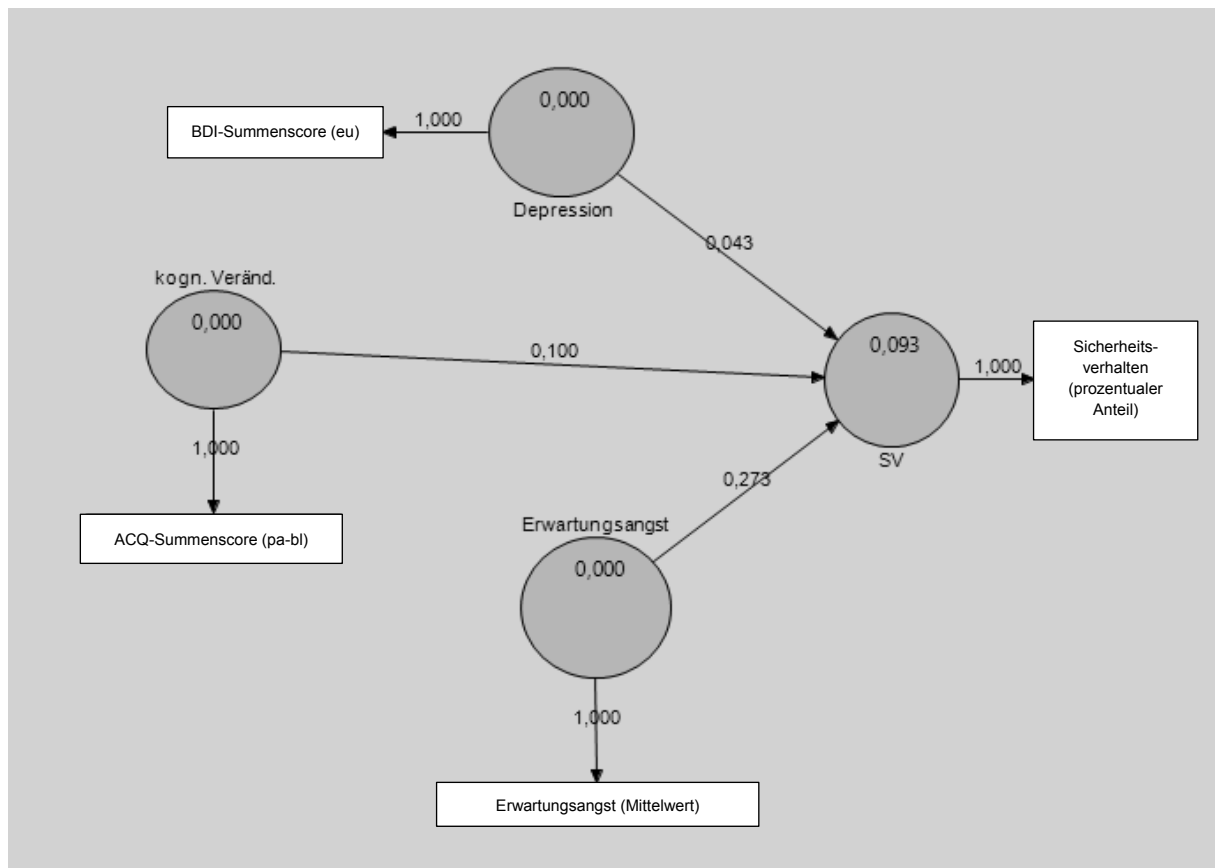 0,000
BDI-Summenscore (eu)
1,000
Depression
0,043
kogn. Veränd.
0,000
0,100
0,093
1,000
Sicherheits-
verhalten
(prozentualer
Anteil)
SV
1,000
0,273
ACQ-Summenscore (pa-bl)
Erwartungsangst
0,000
1,000
Erwartungsangst (Mittelwert)